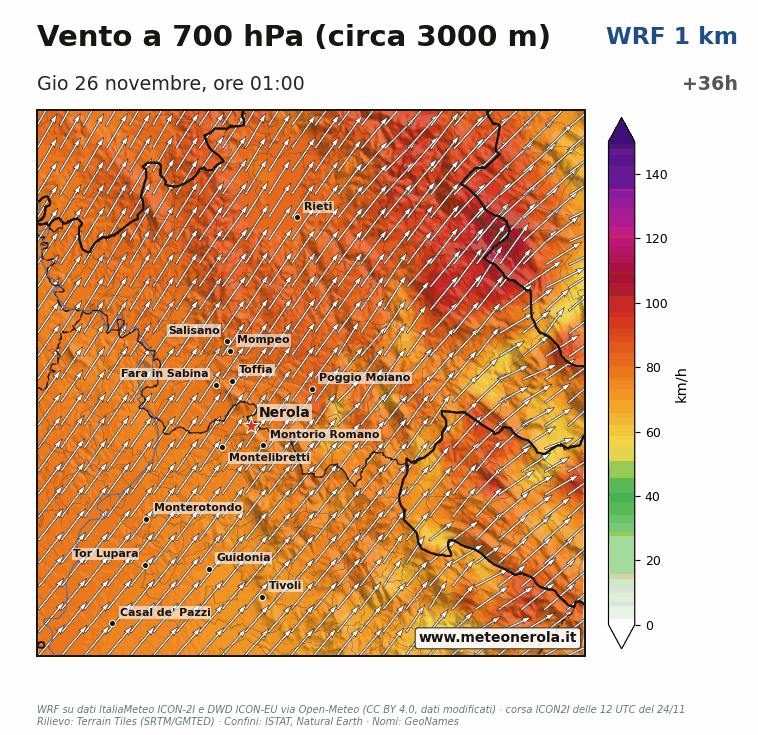 Vento a 700 hPa (circa 3000 m)
WRF 1 km
Gio 26 novembre, ore 01:00
+36h
Rieti
Salisano
Mompeo
Fara in Sabina
Toffia
Poggio Moiano
Nerola
Montorio Romano
Montelibretti
Monterotondo
Tor Lupara
Guidonia
Tivoli
Casal de' Pazzi
www.meteonerola.it
140
120
100
80
60
40
20
0
km/h
WRF su dati ItaliaMeteo ICON-2I e DWD ICON-EU via Open-Meteo (CC BY 4.0, dati modificati) · corsa ICON2I delle 12 UTC del 24/11
Rilievo: Terrain Tiles (SRTM/GMTED) · Confini: ISTAT, Natural Earth · Nomi: GeoNames